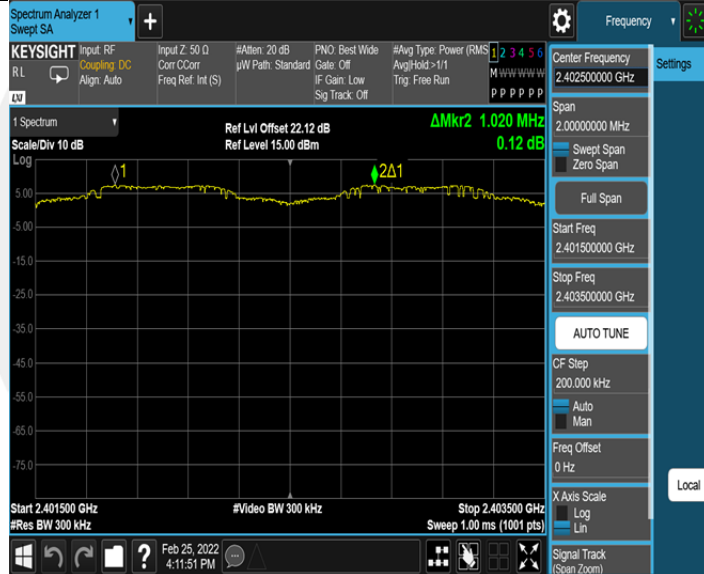 Spectrum Analyzer 1
Swept SA
+
Frequency
KEYSIGHT
RL
LXI
Input: RF
Coupling: DC
Align: Auto
Input Z: 50 Ω
Corr CCorr
Freq Ref: Int (S)
#Atten: 20 dB
µW Path: Standard
PNO: Best Wide
Gate: Off
IF Gain: Low
Sig Track: Off
#Avg Type: Power (RMS
Avg|Hold:>1/1
Trig: Free Run
1 2 3 4 5 6
M W W W W W
P P P P P P
1 Spectrum
Scale/Div 10 dB
Ref Lvl Offset 22.12 dB
Ref Level 15.00 dBm
ΔMkr2 1.020 MHz
0.12 dB
Log
1
2Δ1
5.00
-5.00
-15.0
-25.0
-35.0
-45.0
-55.0
-65.0
-75.0
Start 2.401500 GHz
#Res BW 300 kHz
#Video BW 300 kHz
Stop 2.403500 GHz
Sweep 1.00 ms (1001 pts)
?
Feb 25, 2022
4:11:51 PM
Center Frequency
2.402500000 GHz
Span
2.00000000 MHz
Swept Span
Zero Span
Full Span
Start Freq
2.401500000 GHz
Stop Freq
2.403500000 GHz
AUTO TUNE
CF Step
200.000 kHz
Auto
Man
Freq Offset
0 Hz
X Axis Scale
Log
Lin
Signal Track
(Span Zoom)
Settings
Local